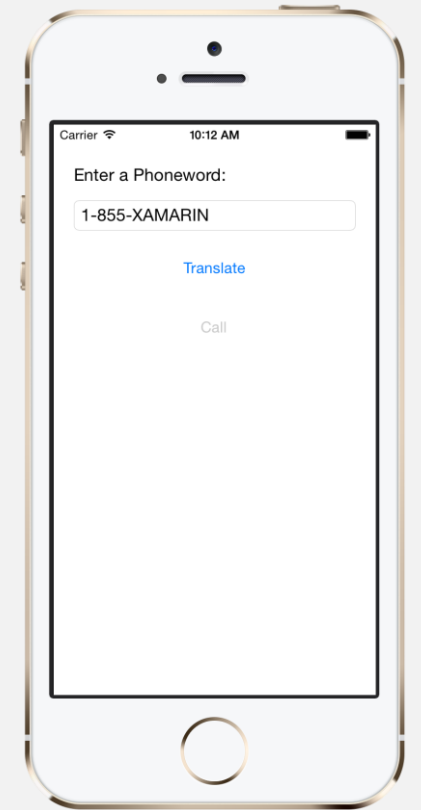 Carrier 10:12 AM
Enter a Phoneword:
1-855-XAMARIN
Translate
Call